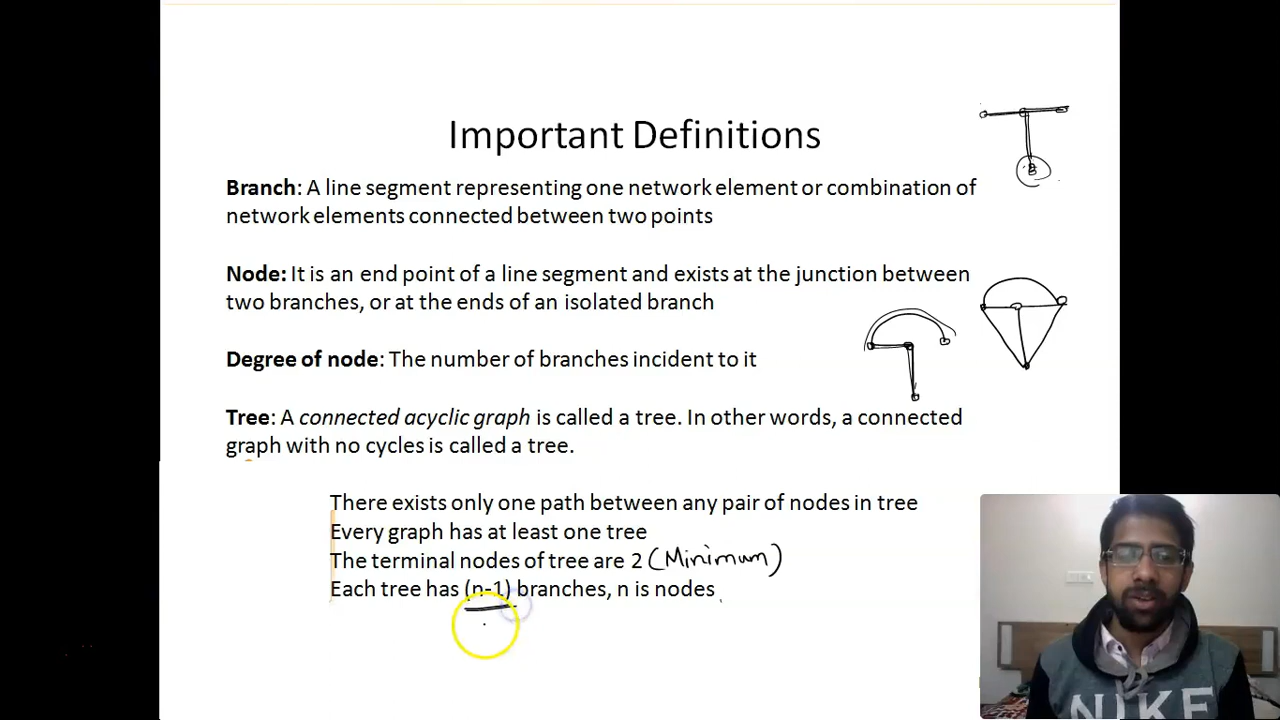 Important Definitions
Branch: A line segment representing one network element or combination of
network elements connected between two points
Node: It is an end point of a line segment and exists at the junction between
two branches, or at the ends of an isolated branch
Degree of node: The number of branches incident to it
Tree: A connected acyclic graph is called a tree. In other words, a connected
graph with no cycles is called a tree.
There exists only one path between any pair of nodes in tree
Every graph has at least one tree
The terminal nodes of tree are 2 (Minimum)
Each tree has (n-1) branches, n is nodes
NIKE